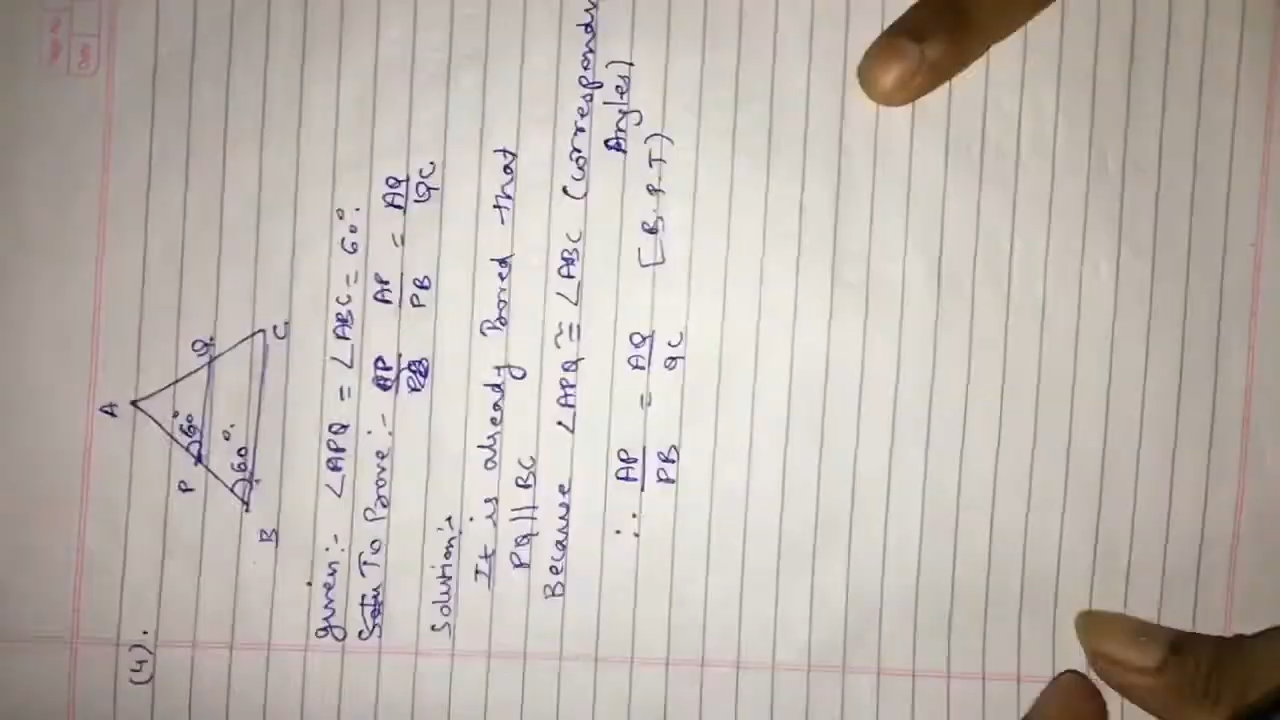 (4).
A
P
Q
60°
60°.
B
C
given:- ∠APQ = ∠ABC = 60°.
To Prove:- AP/PB = AQ/QC
Solution:-
It is already Proved that
PQ || BC
Because ∠APQ ≅ ∠ABC (correspondi
Angles)
∴ AP/PB = AQ/QC [B.P.T)